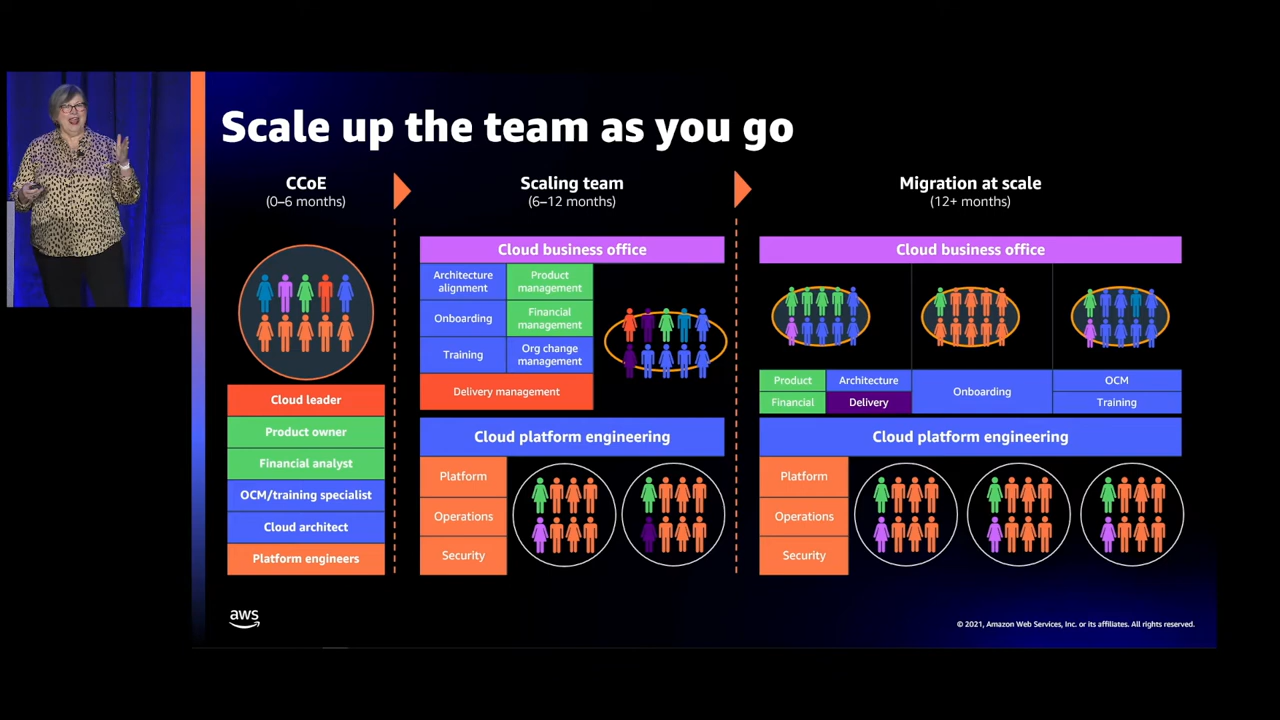 Scale up the team as you go
CCoE
(0–6 months)
Cloud leader
Product owner
Financial analyst
OCM/training specialist
Cloud architect
Platform engineers
Scaling team
(6–12 months)
Cloud business office
Architecture
alignment
Product
management
Onboarding
Financial
management
Training
Org change
management
Delivery management
Cloud platform engineering
Platform
Operations
Security
Migration at scale
(12+ months)
Cloud business office
Product
Architecture
Financial
Delivery
Onboarding
OCM
Training
Cloud platform engineering
Platform
Operations
Security
aws
© 2021, Amazon Web Services, Inc. or its affiliates. All rights reserved.